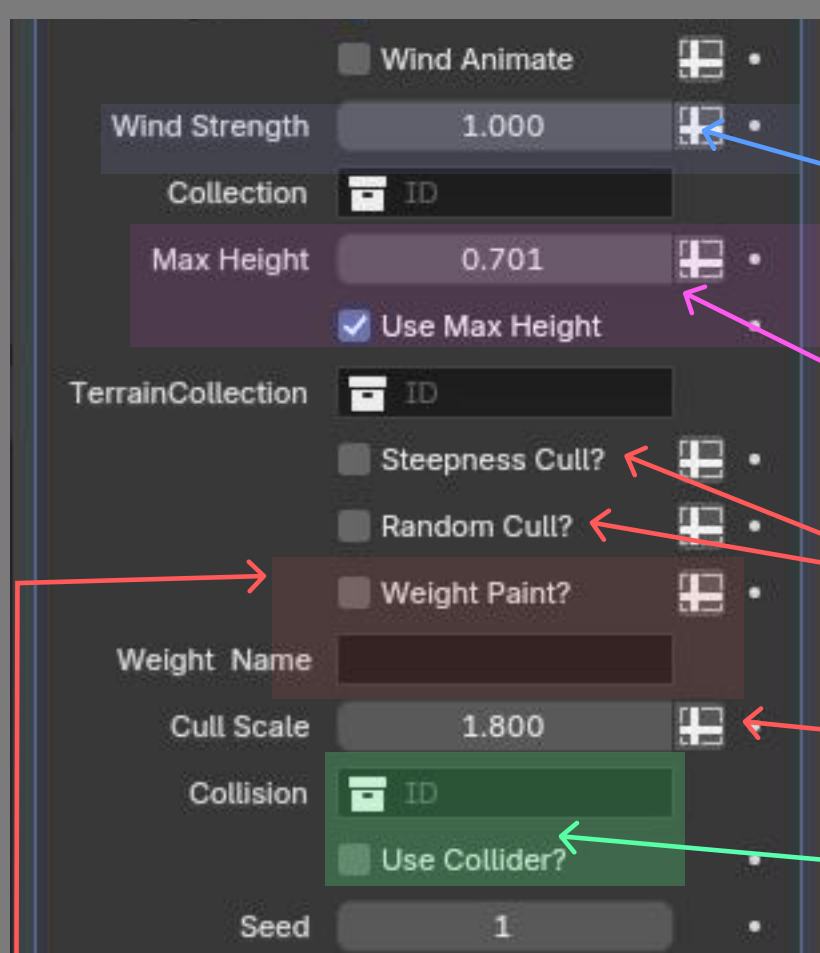 Wind Animate
Wind Strength 1.000
Collection ID
Max Height 0.701
Use Max Height
TerrainCollection ID
Steepness Cull?
Random Cull?
Weight Paint?
Weight Name
Cull Scale 1.800
Collision ID
Use Collider?
Seed 1